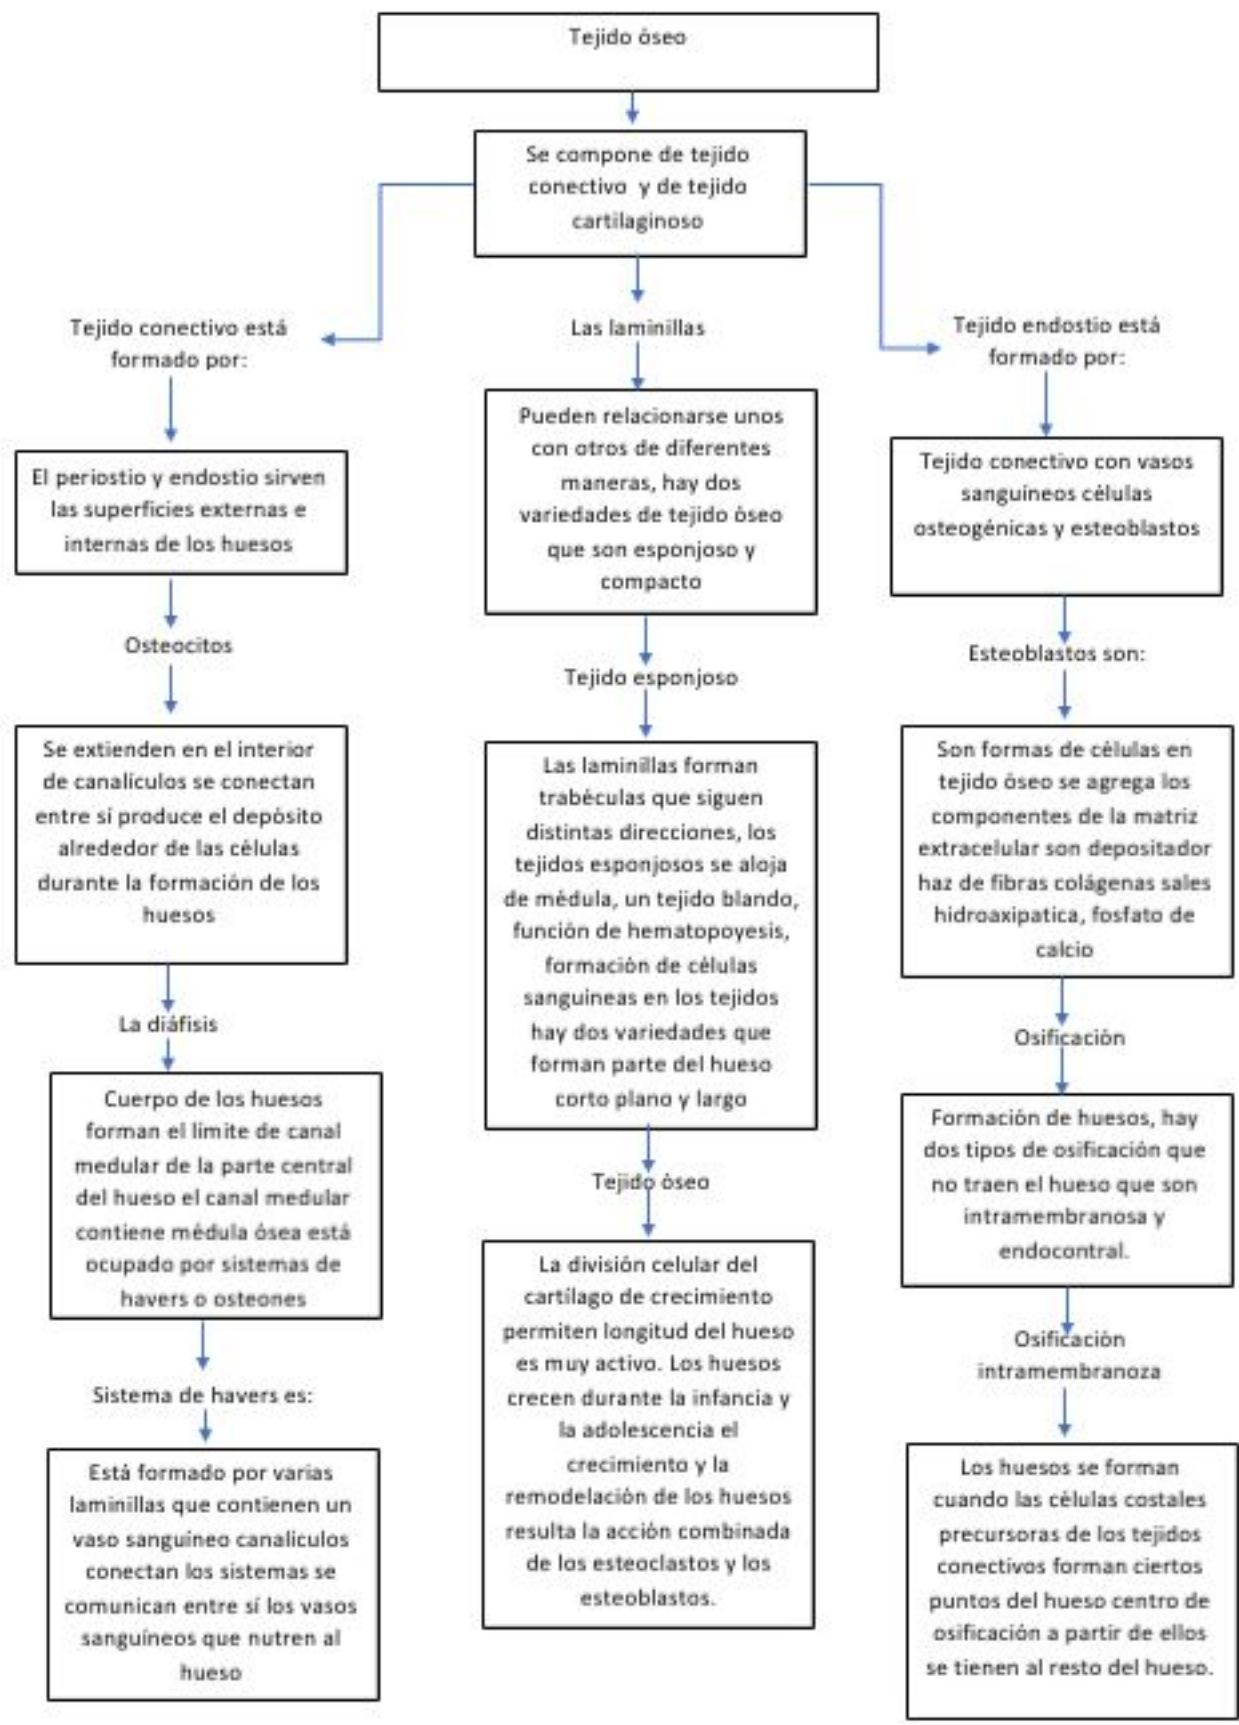 Tejido óseo
Se compone de tejido
conectivo y de tejido
cartilaginoso
Tejido conectivo está
formado por:
El periostio y endostio sirven
las superficies externas e
internas de los huesos
Osteocitos
Se extienden en el interior
de canalículos se conectan
entre sí produce el depósito
alrededor de las células
durante la formación de los
huesos
La diáfisis
Cuerpo de los huesos
forman el limite de canal
medular de la parte central
del hueso el canal medular
contiene médula ósea está
ocupado por sistemas de
havers o osteones
Sistema de havers es:
Está formado por varias
laminillas que contienen un
vaso sanguíneo canalículos
conectan los sistemas se
comunican entre sí los vasos
sanguíneos que nutren al
hueso
Las laminillas
Pueden relacionarse unos
con otros de diferentes
maneras, hay dos
variedades de tejido óseo
que son esponjoso y
compacto
Tejido esponjoso
Las laminillas forman
trabéculas que siguen
distintas direcciones, los
tejidos esponjosos se aloja
de médula, un tejido blando,
función de hematopoyesis,
formación de células
sanguíneas en los tejidos
hay dos variedades que
forman parte del hueso
corto plano y largo
Tejido óseo
La división celular del
cartílago de crecimiento
permiten longitud del hueso
es muy activo. Los huesos
crecen durante la infancia y
la adolescencia el
crecimiento y la
remodelación de los huesos
resulta la acción combinada
de los esteoclastos y los
esteoblastos.
Tejido endostio está
formado por:
Tejido conectivo con vasos
sanguíneos células
osteogénicas y esteoblastos
Esteoblastos son:
Son formas de células en
tejido óseo se agrega los
componentes de la matriz
extracelular son depositador
haz de fibras colágenas sales
hidroaxipatica, fosfato de
calcio
Osificación
Formación de huesos, hay
dos tipos de osificación que
no traen el hueso que son
intramembranosa y
endocontral.
Osificación
intramembranoza
Los huesos se forman
cuando las células costales
precursoras de los tejidos
conectivos forman ciertos
puntos del hueso centro de
osificación a partir de ellos
se tienen al resto del hueso.